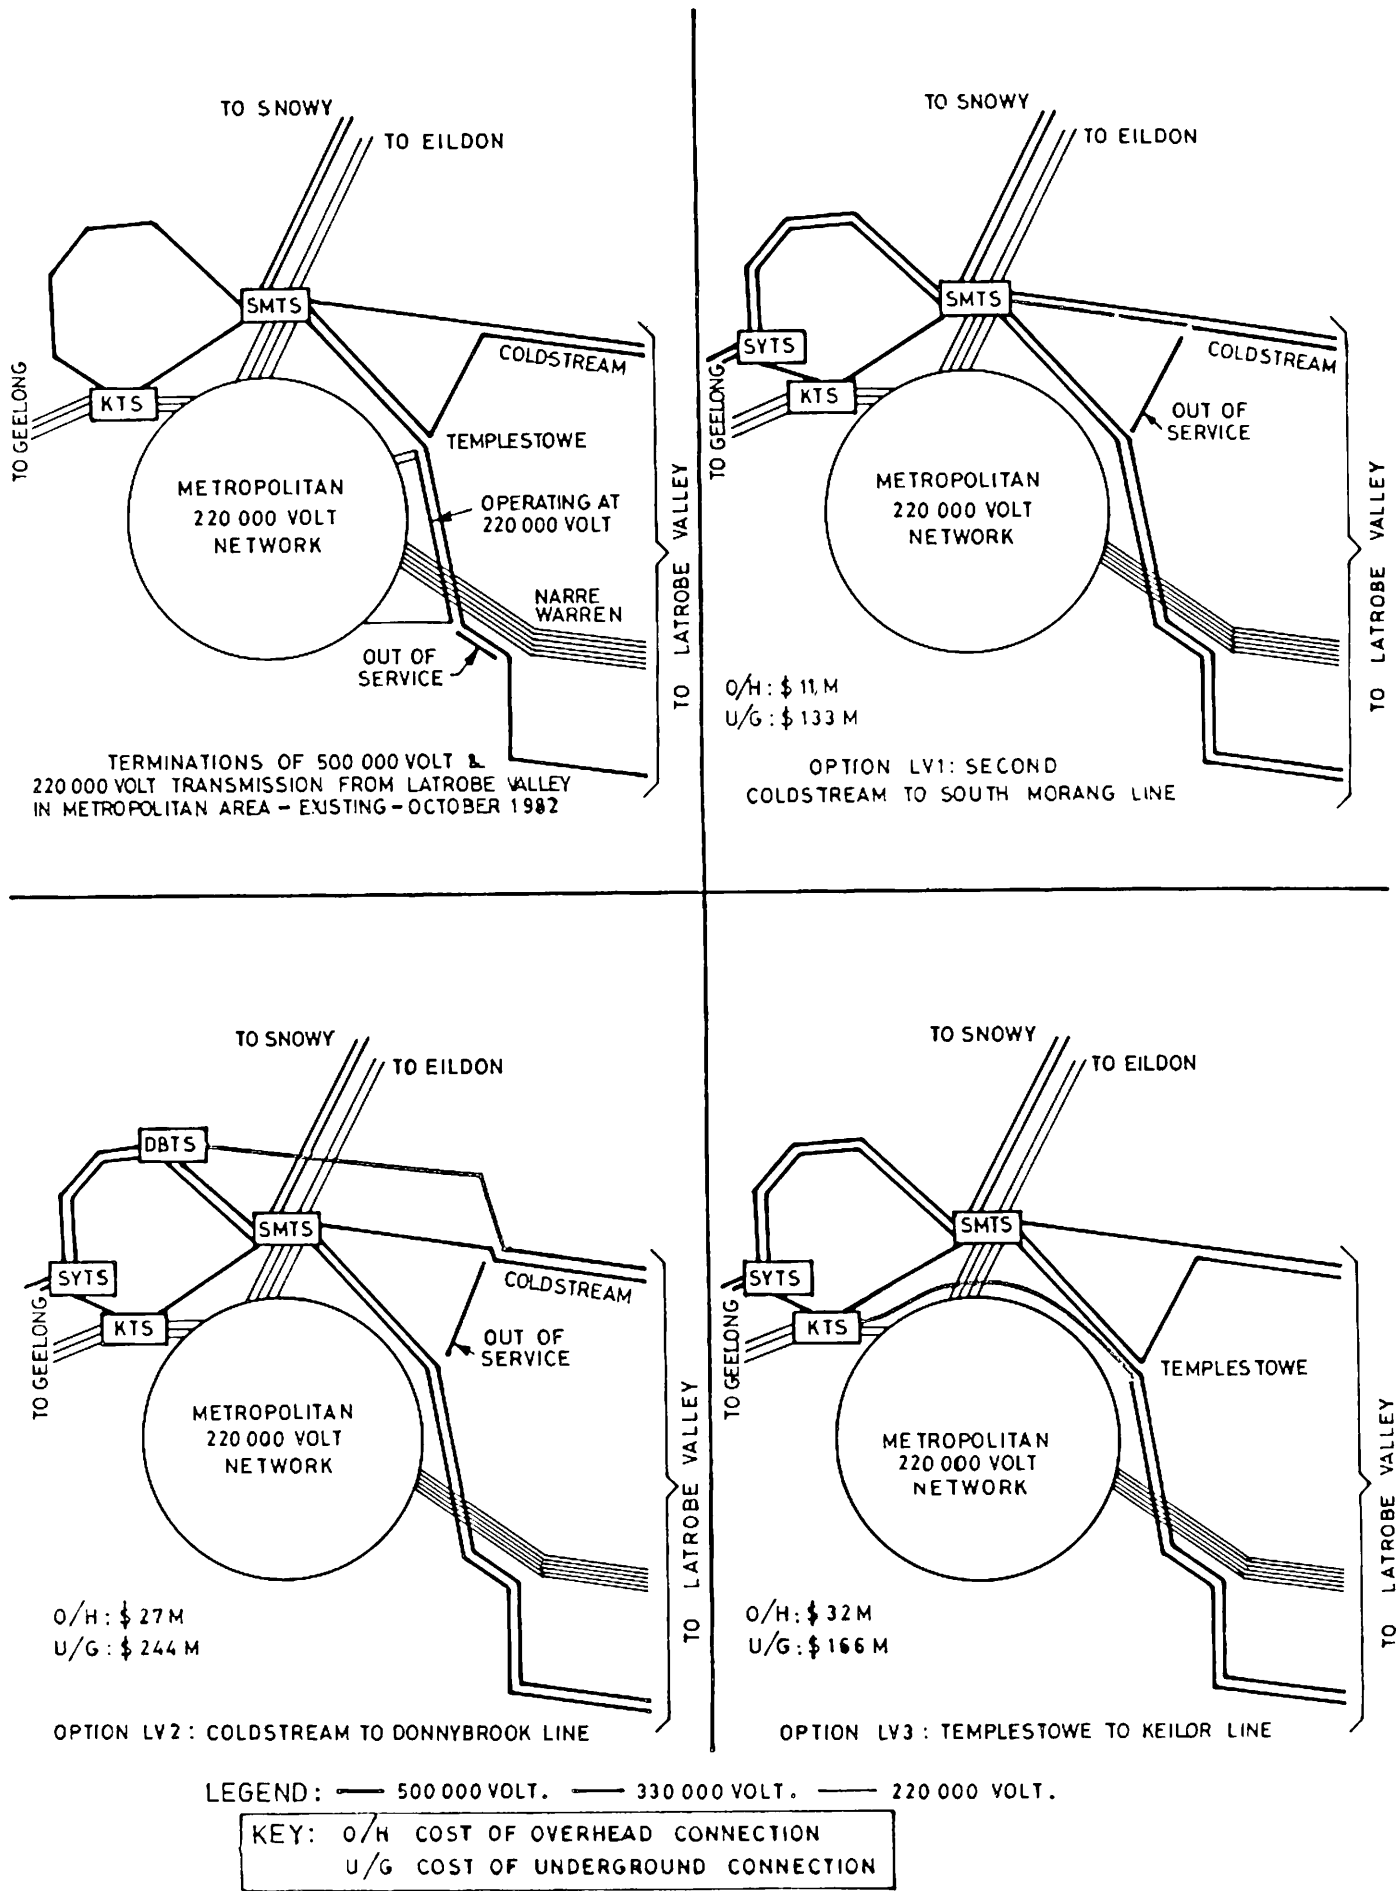 TO SNOWY
TO EILDON
SMTS
COLDSTREAM
KTS
TO GEELONG
TEMPLESTOWE
METROPOLITAN
220 000 VOLT
NETWORK
OPERATING AT
220 000 VOLT
NARRE
WARREN
OUT OF
SERVICE
TO LATROBE VALLEY
TERMINATIONS OF 500 000 VOLT &
220 000 VOLT TRANSMISSION FROM LATROBE VALLEY
IN METROPOLITAN AREA - EXISTING - OCTOBER 1982
TO SNOWY
TO EILDON
SMTS
SYTS
COLDSTREAM
KTS
TO GEELONG
OUT OF
SERVICE
METROPOLITAN
220 000 VOLT
NETWORK
TO LATROBE VALLEY
O/H: $ 11, M
U/G: $ 133 M
OPTION LV1: SECOND
COLDSTREAM TO SOUTH MORANG LINE
TO SNOWY
TO EILDON
DBTS
SMTS
SYTS
COLDSTREAM
KTS
TO GEELONG
OUT OF
SERVICE
METROPOLITAN
220 000 VOLT
NETWORK
TO LATROBE VALLEY
O/H: $ 27 M
U/G: $ 244 M
OPTION LV2: COLDSTREAM TO DONNYBROOK LINE
TO SNOWY
TO EILDON
SMTS
SYTS
KTS
TO GEELONG
TEMPLESTOWE
METROPOLITAN
220 000 VOLT
NETWORK
TO LATROBE VALLEY
O/H: $ 32 M
U/G: $ 166 M
OPTION LV3: TEMPLESTOWE TO KEILOR LINE
LEGEND: 500 000 VOLT. 330 000 VOLT. 220 000 VOLT.
KEY: O/H COST OF OVERHEAD CONNECTION
U/G COST OF UNDERGROUND CONNECTION